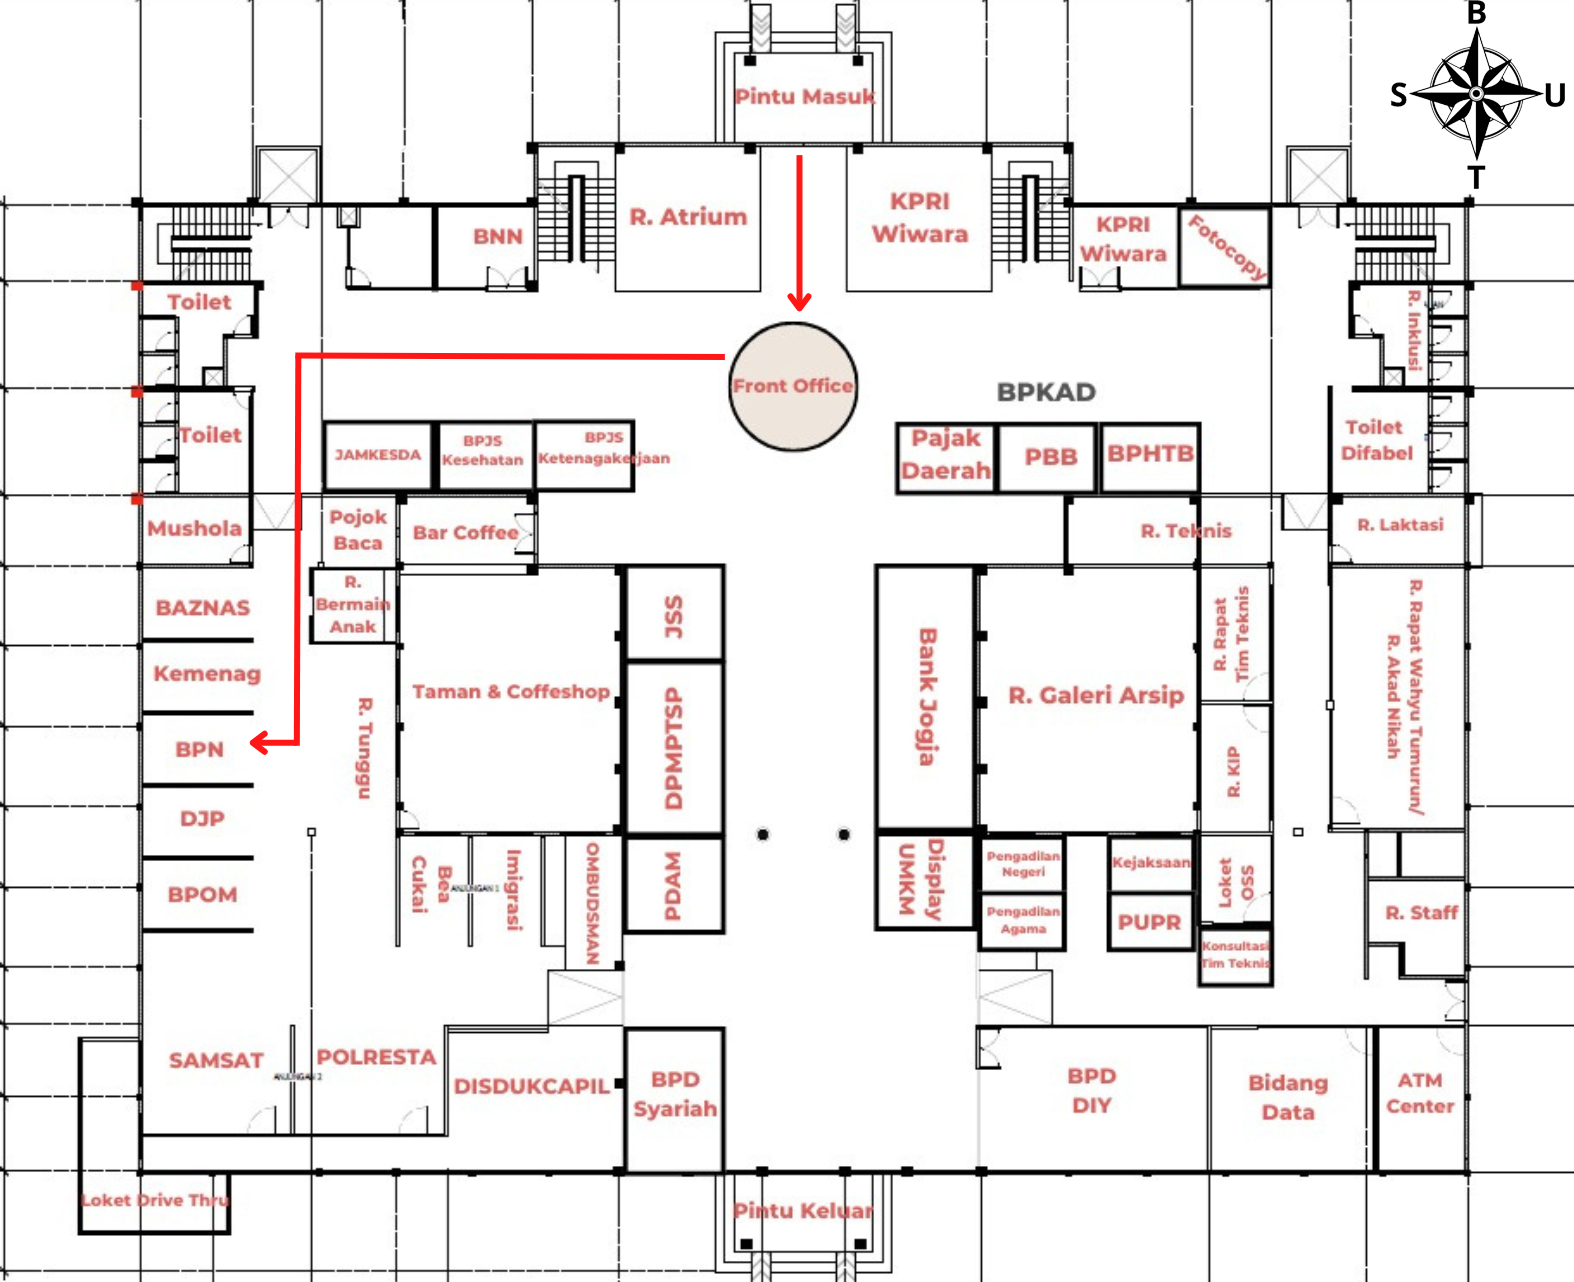 B
S
U
T
Pintu Masuk
R. Atrium
KPRI
Wiwara
BNN
KPRI
Wiwara
Fotocopy
Toilet
R. Inklusi
Front Office
BPKAD
Toilet
JAMKESDA
BPJS
Kesehatan
BPJS
Ketenagakerjaan
Pajak
Daerah
PBB
BPHTB
Toilet
Difabel
Mushola
Pojok
Baca
Bar Coffee
R. Teknis
R. Laktasi
BAZNAS
R.
Bermain
Anak
JSS
Bank Jogja
R. Rapat
Tim Teknis
R. Rapat Wahyu Tumurun/
R. Akad Nikah
Kemenag
Taman & Coffeshop
R. Galeri Arsip
R. Tunggu
DPMPTSP
BPN
R. KIP
DJP
BPOM
Bea
Cukai
ANJUNGAN 1
Imigrasi
OMBUDSMAN
PDAM
Display
UMKM
Pengadilan
Negeri
Kejaksaan
Loket
OSS
Pengadilan
Agama
PUPR
R. Staff
Konsultasi
Tim Teknis
SAMSAT
ANJUNGAN 2
POLRESTA
DISDUKCAPIL
BPD
Syariah
BPD
DIY
Bidang
Data
ATM
Center
Loket Drive Thru
Pintu Keluar